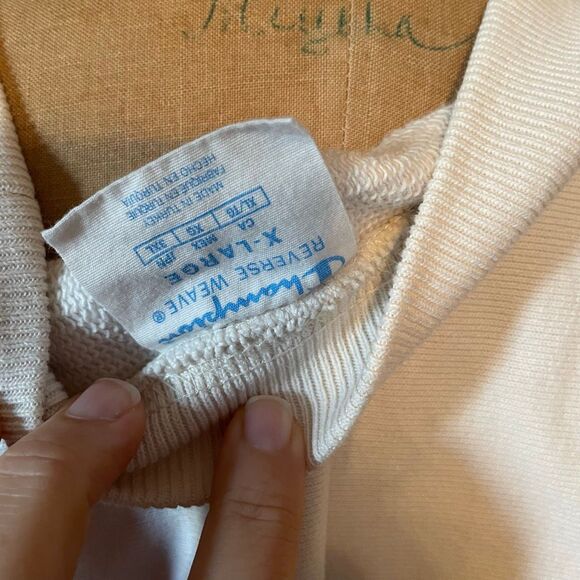 Champion
REVERSE WEAVE®
X-LARGE
CA MEX JPN
XL/TG XG 3XL
MADE IN TURKEY
FABRIQUÉ EN TURQUIE
HECHO EN TURQUIA